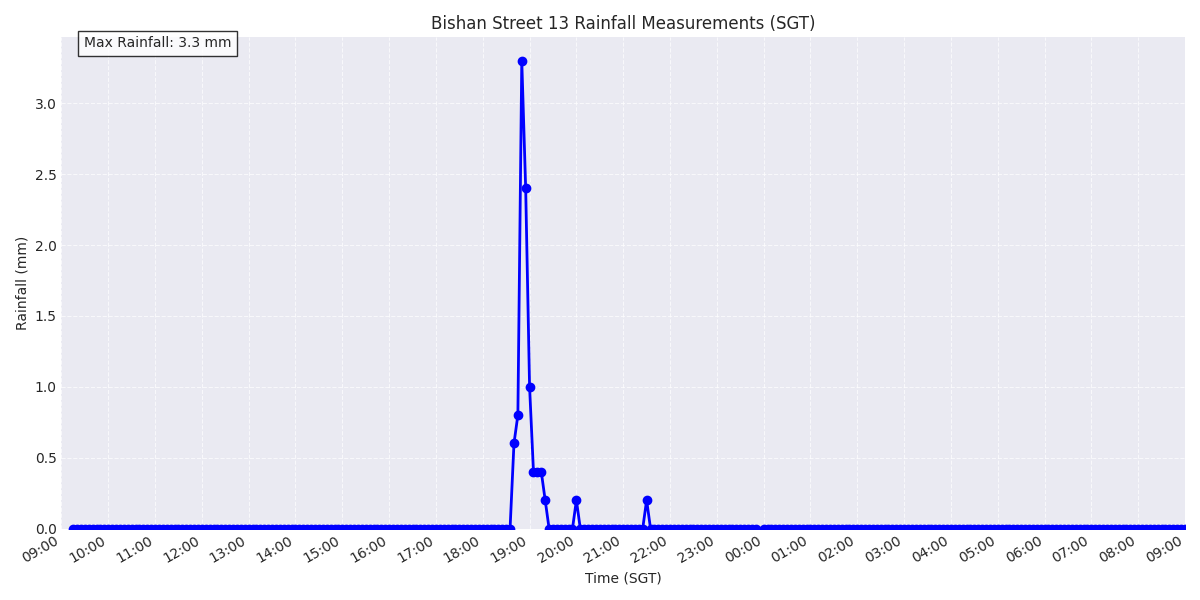 Bishan Street 13 Rainfall Measurements (SGT)
Max Rainfall: 3.3 mm
Rainfall (mm)
3.0
2.5
2.0
1.5
1.0
0.5
0.0
09:00 10:00 11:00 12:00 13:00 14:00 15:00 16:00 17:00 18:00 19:00 20:00 21:00 22:00 23:00 00:00 01:00 02:00 03:00 04:00 05:00 06:00 07:00 08:00 09:00
Time (SGT)